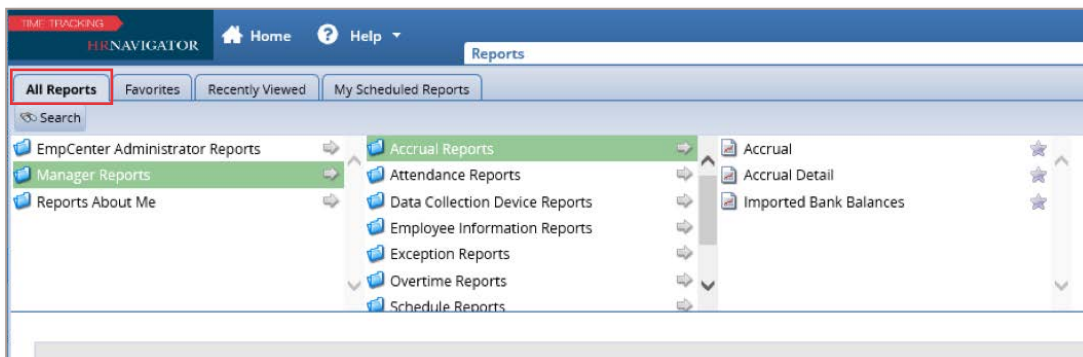 TIME TRACKING
HRNAVIGATOR
Home
Help
Reports
All Reports
Favorites
Recently Viewed
My Scheduled Reports
Search
EmpCenter Administrator Reports
Manager Reports
Reports About Me
Accrual Reports
Attendance Reports
Data Collection Device Reports
Employee Information Reports
Exception Reports
Overtime Reports
Schedule Reports
Accrual
Accrual Detail
Imported Bank Balances